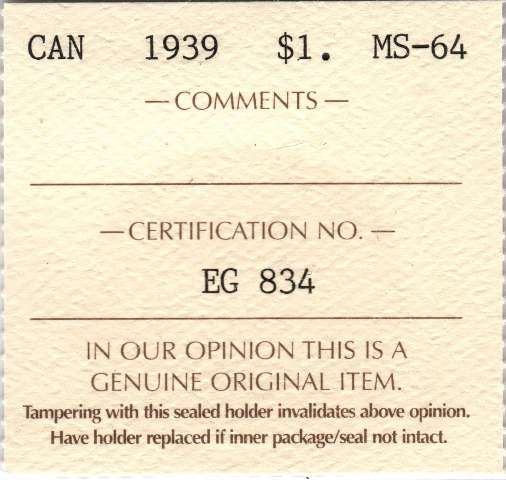 CAN 1939 $1. MS-64
— COMMENTS —
— CERTIFICATION NO. —
EG 834
IN OUR OPINION THIS IS A
GENUINE ORIGINAL ITEM.
Tampering with this sealed holder invalidates above opinion.
Have holder replaced if inner package/seal not intact.